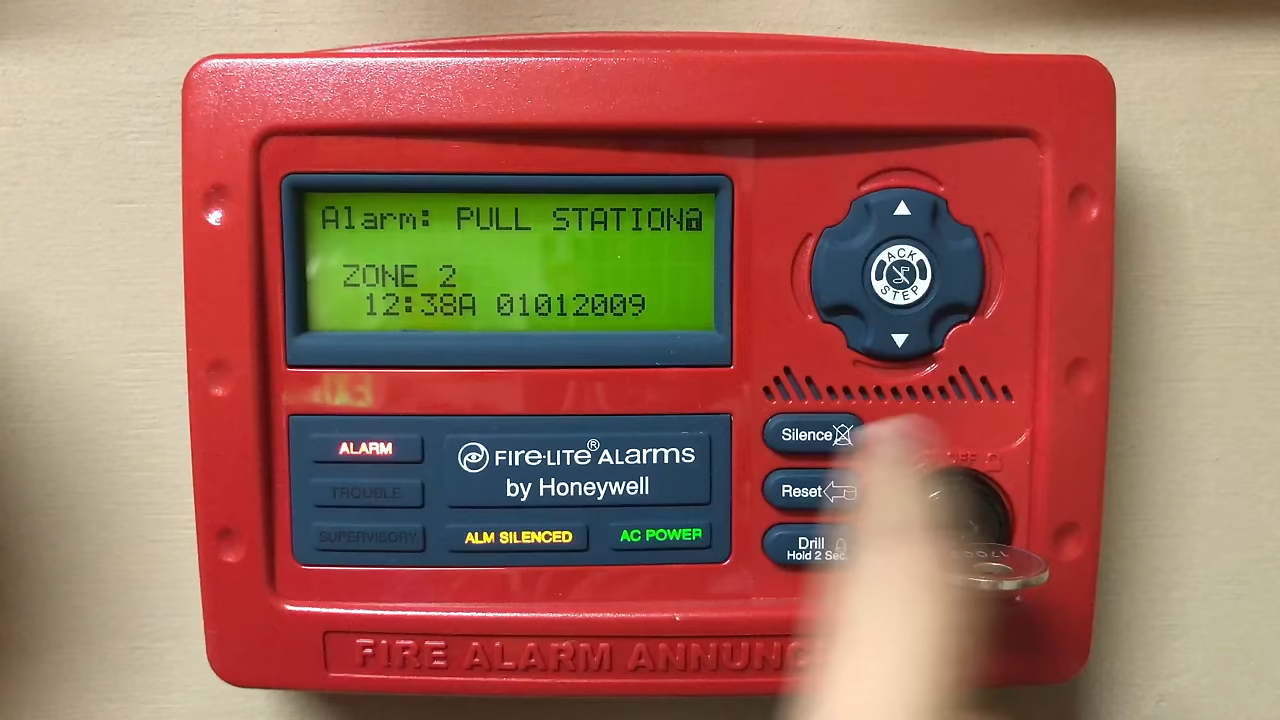 Alarm: PULL STATION
ZONE 2
12:38A 01012009
ACK
STEP
ALARM
TROUBLE
SUPERVISORY
FIRE·LITE® ALARMS
by Honeywell
ALM SILENCED
AC POWER
Silence
Reset
Drill
Hold 2 Sec.
OFF
FIRE ALARM